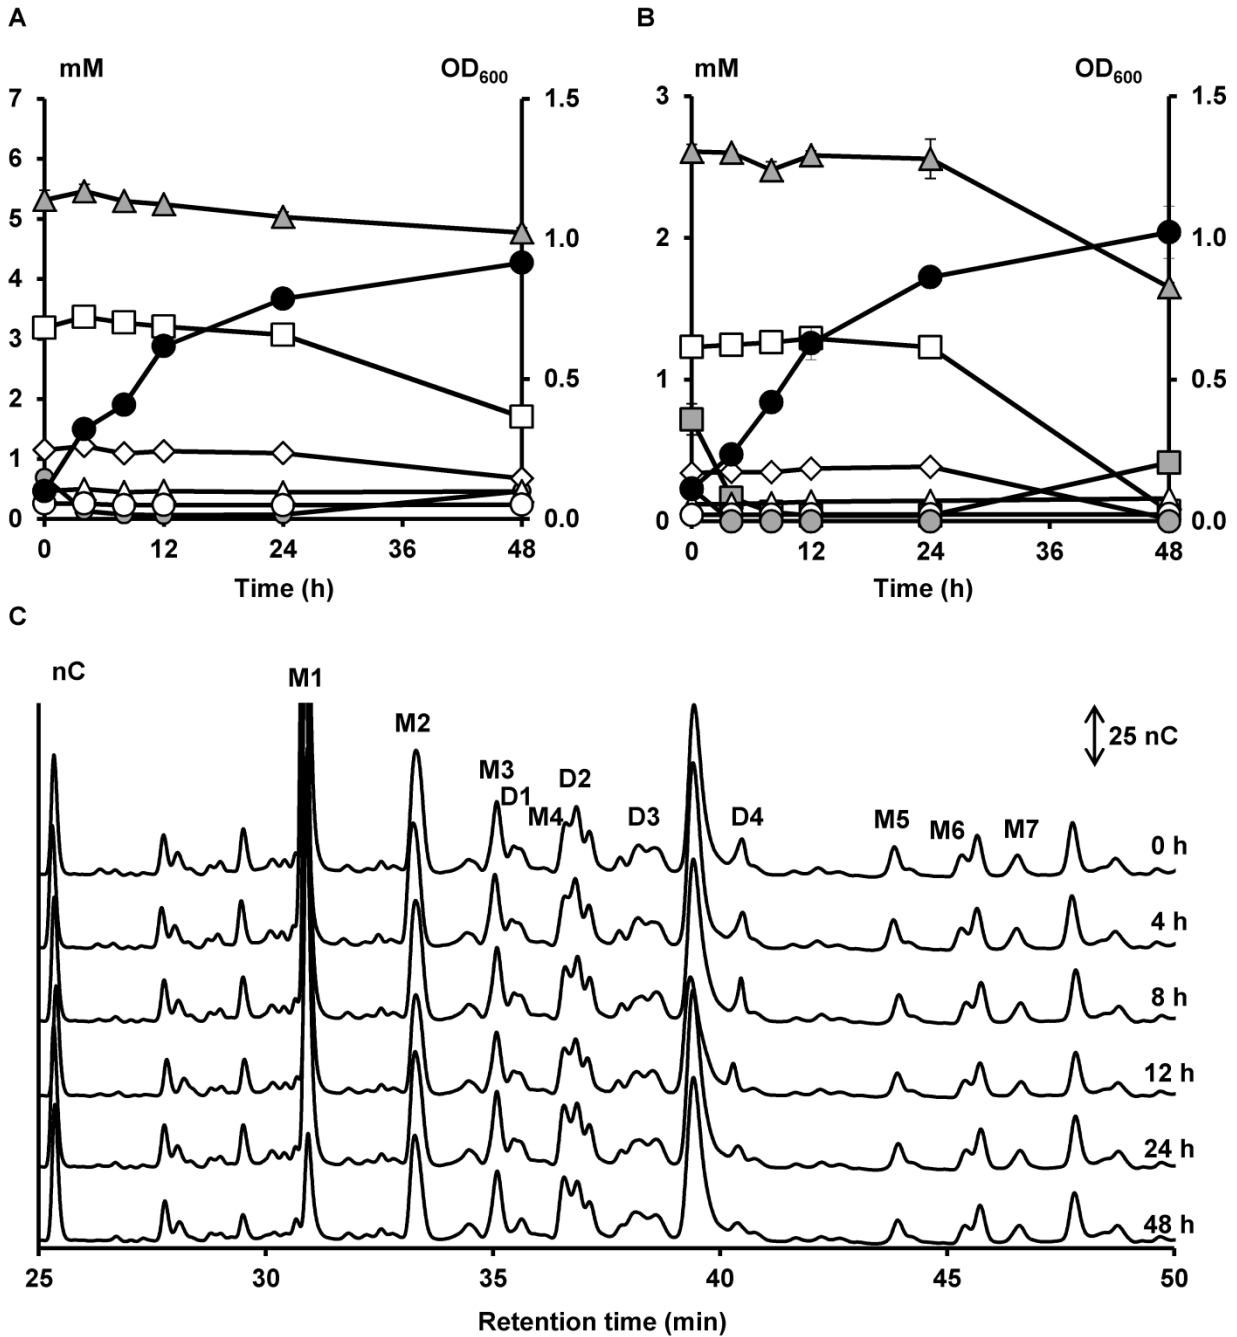 A
B
mM
OD600
mM
OD600
7
6
5
4
3
2
1
0
1.5
1.0
0.5
0.0
3
2
1
0
1.5
1.0
0.5
0.0
0 12 24 36 48
0 12 24 36 48
Time (h)
Time (h)
C
nC
M1
M2
M3
D1
M4
D2
D3
D4
M5
M6
M7
25 nC
0 h
4 h
8 h
12 h
24 h
48 h
25 30 35 40 45 50
Retention time (min)